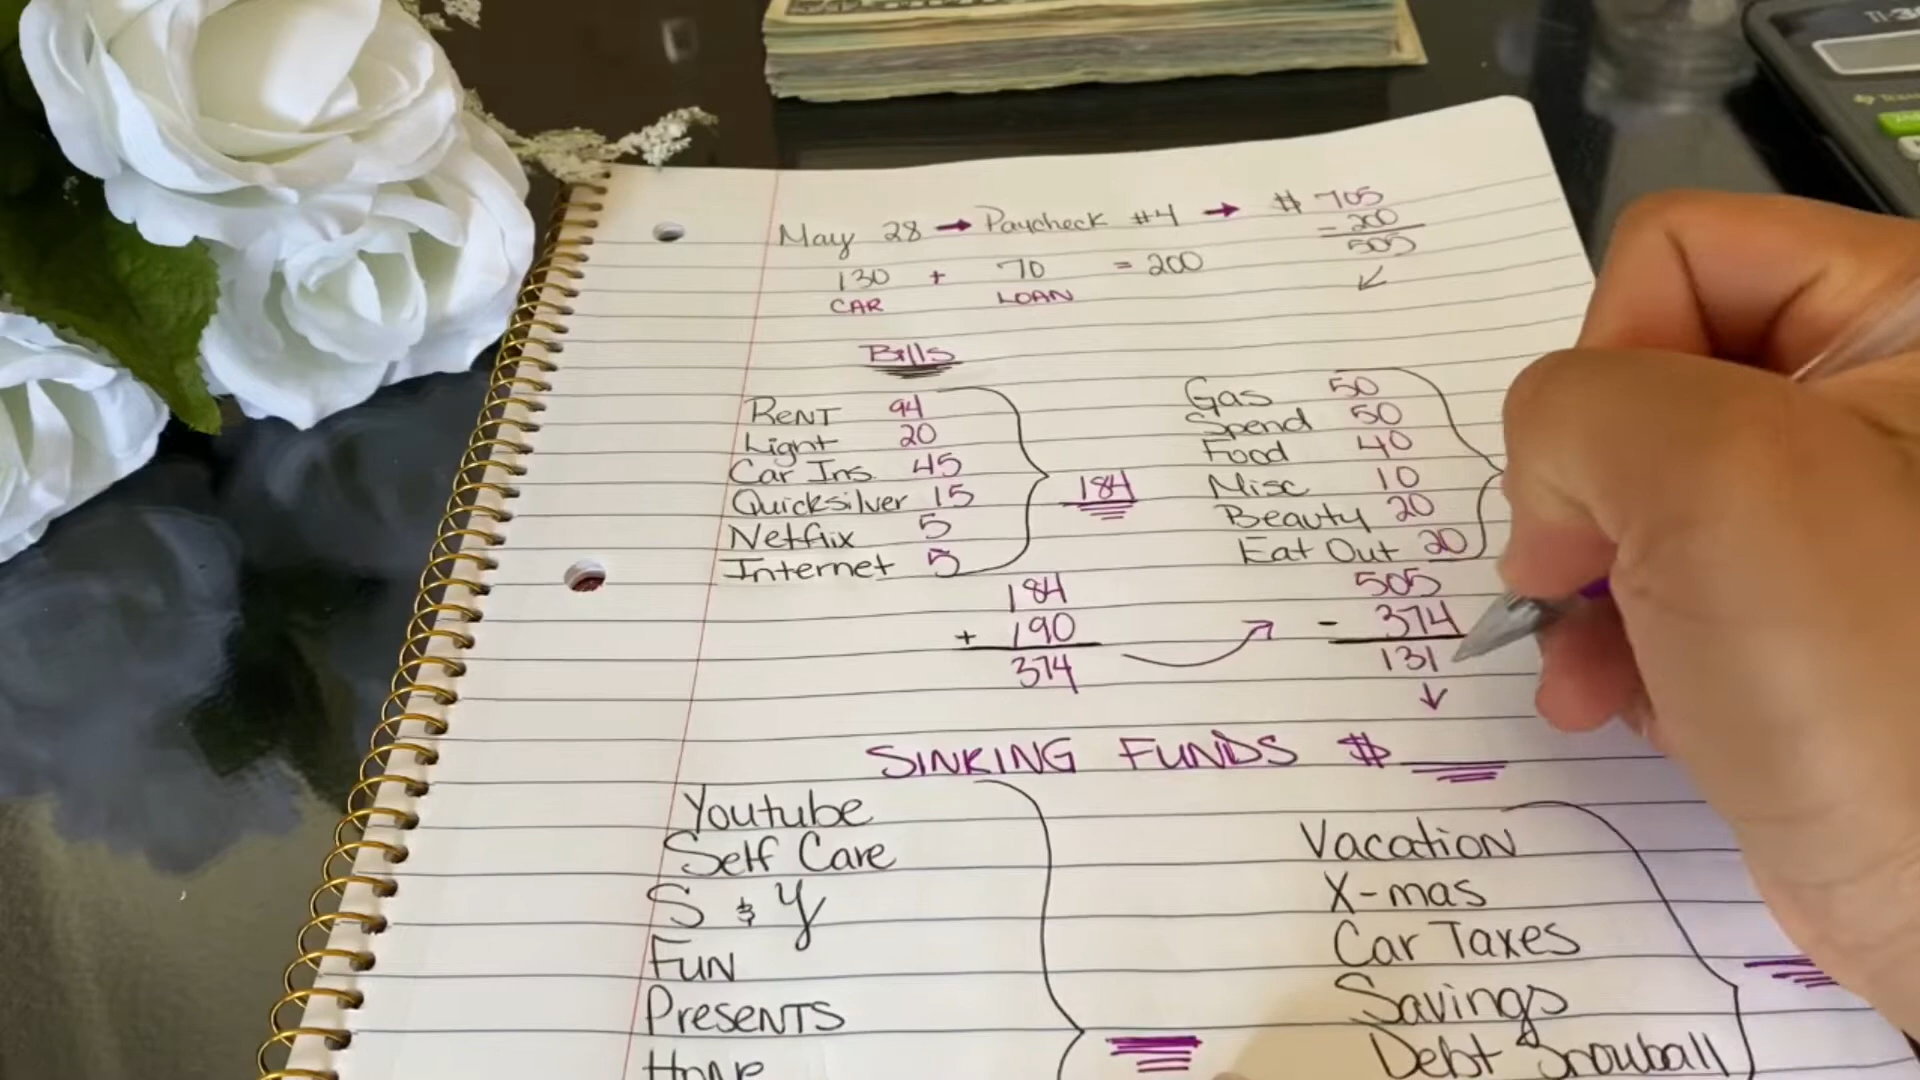 May 28 → Paycheck #4 → $ 705
- 200
505
130 + 70 = 200
CAR LOAN
Bills
RENT 94
Light 20
Car Ins. 45
Quicksilver 15
Netflix 5
Internet 5
184
Gas 50
Spend 50
Food 40
Misc 10
Beauty 20
Eat Out 20
184
+ 190
374
505
- 374
131
SINKING FUNDS $
Youtube
Self Care
S & Y
FUN
PRESENTS
Vacation
X-mas
Car Taxes
Savings
Debt Snowball